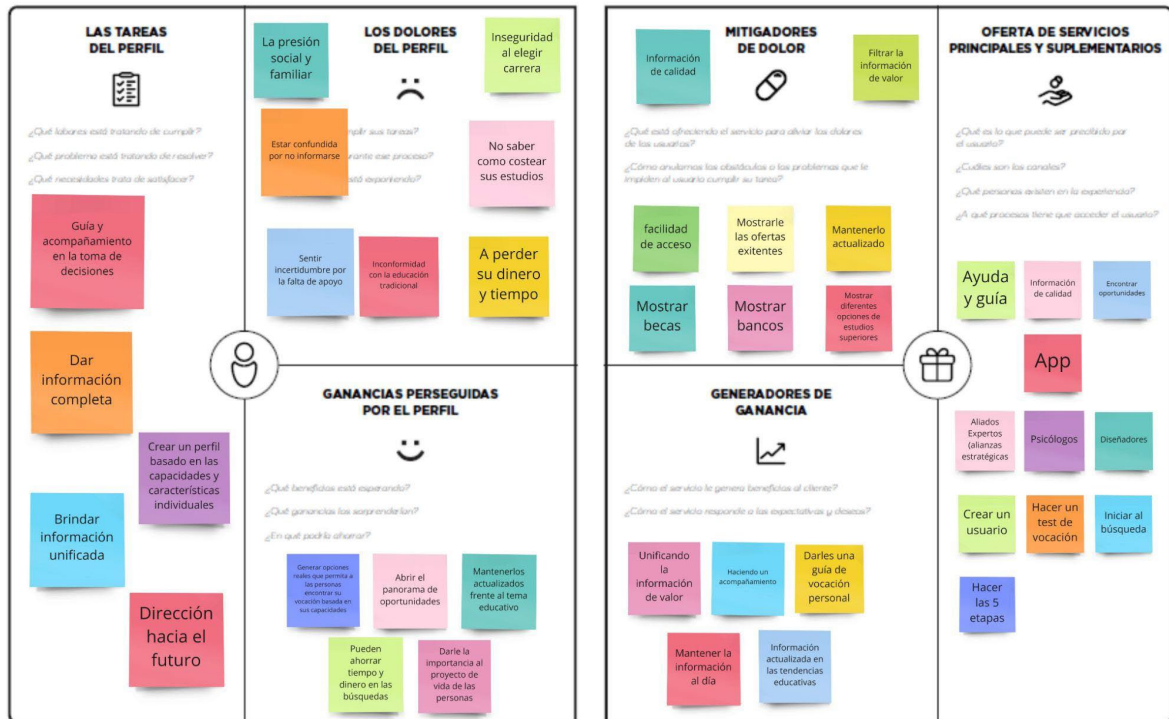 LAS TAREAS
DEL PERFIL
¿Qué labores está tratando de cumplir?
¿Qué problema está tratando de resolver?
¿Qué necesidades trata de satisfacer?
Guía y
acompañamiento
en la toma de
decisiones
Dar
información
completa
Crear un perfil
basado en las
capacidades y
características
individuales
Brindar
información
unificada
Dirección
hacia el
futuro
LOS DOLORES
DEL PERFIL
La presión
social y
familiar
Inseguridad
al elegir
carrera
Estar confundida
por no informarse
sus tareas?
ese proceso?
No saber
como costear
sus estudios
Sentir
incertidumbre por
la falta de apoyo
Inconformidad
con la educación
tradicional
A perder
su dinero
y tiempo
GANANCIAS PERSEGUIDAS
POR EL PERFIL
¿Qué beneficios está esperando?
¿Qué ganancias los sorprenderían?
¿En qué podría ahorrar?
Generar opciones
reales que permita a
las personas
encontrar su
vocación basada en
sus capacidades
Abrir el
panorama de
oportunidades
Mantenerlos
actualizados
frente al tema
educativo
Pueden
ahorrar
tiempo y
dinero en las
búsquedas
Darle la
importancia al
proyecto de
vida de las
personas
MITIGADORES
DE DOLOR
Información
de calidad
Filtrar la
información
de valor
¿Qué está ofreciendo el servicio para aliviar los dolores
de los usuarios?
¿Cómo anulamos los obstáculos o los problemas que le
impiden al usuario cumplir su tarea?
facilidad
de acceso
Mostrarle
las ofertas
exitentes
Mantenerlo
actualizado
Mostrar
becas
Mostrar
bancos
Mostrar
diferentes
opciones de
estudios
superiores
GENERADORES DE
GANANCIA
¿Cómo el servicio le genera beneficios al cliente?
¿Cómo el servicio responde a las expectativas y deseos?
Unificando
la
información
de valor
Haciendo un
acompañamiento
Darles una
guía de
vocación
personal
Mantener la
información
al día
Información
actualizada en
las tendencias
educativas
OFERTA DE SERVICIOS
PRINCIPALES Y SUPLEMENTARIOS
¿Qué es lo que puede ser percibido por
el usuario?
¿Cuáles son los canales?
¿Qué personas existen en la experiencia?
¿A qué procesos tiene que acceder el usuario?
Ayuda
y guía
Información
de calidad
Encontrar
oportunidades
App
Aliados
Expertos
(alianzas
estratégicas
Psicólogos
Diseñadores
Crear un
usuario
Hacer un
test de
vocación
Iniciar al
búsqueda
Hacer
las 5
etapas